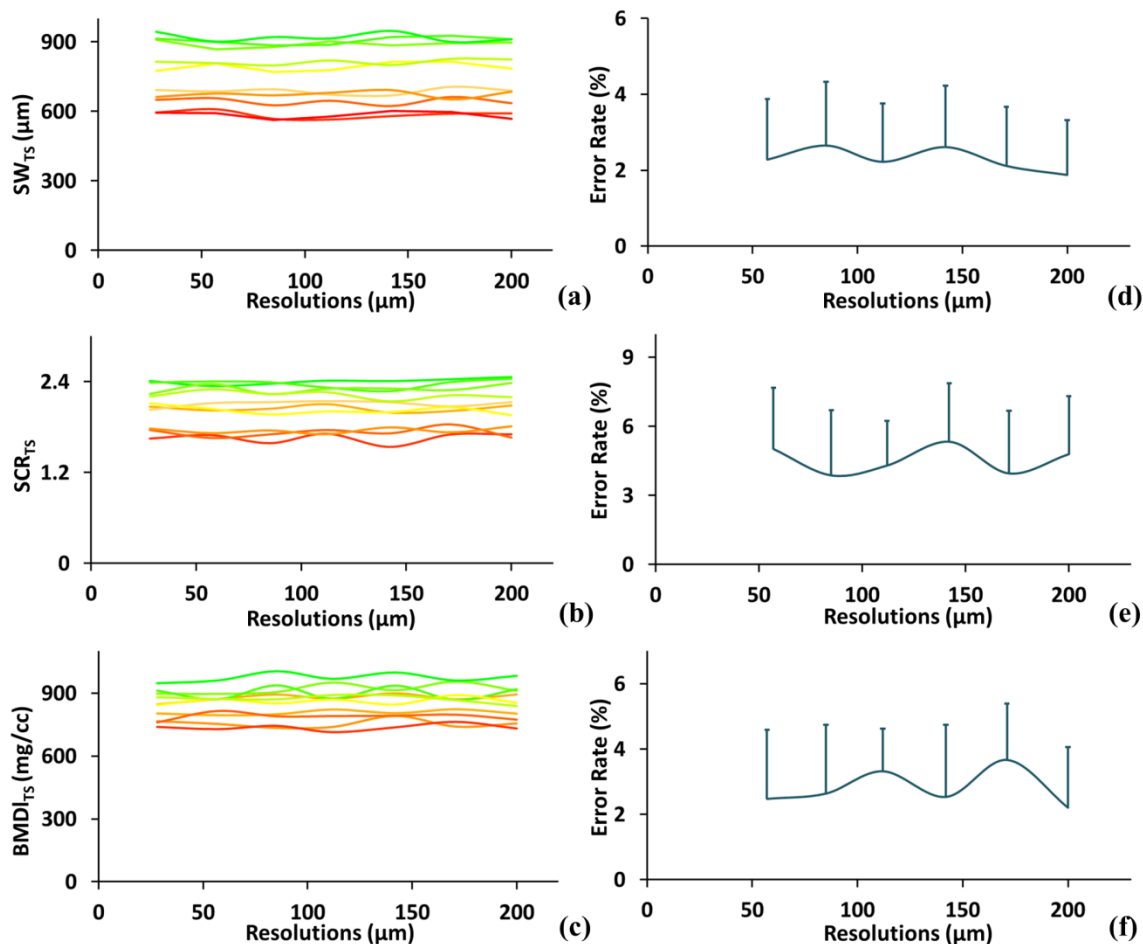 900
600
300
0
SW_TS (μm)
0 50 100 150 200
Resolutions (μm)
(a)
6
4
2
0
Error Rate (%)
0 50 100 150 200
Resolutions (μm)
(d)
2.4
1.2
0
SCR_TS
0 50 100 150 200
Resolutions (μm)
(b)
9
6
3
0
Error Rate (%)
0 50 100 150 200
Resolutions (μm)
(e)
900
600
300
0
BMDI_TS (mg/cc)
0 50 100 150 200
Resolutions (μm)
(c)
6
4
2
0
Error Rate (%)
0 50 100 150 200
Resolutions (μm)
(f)